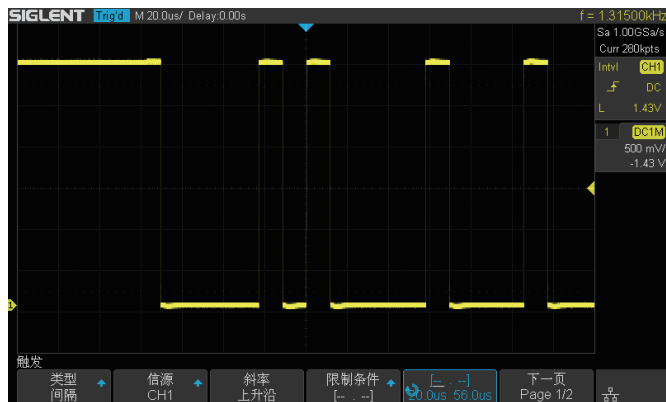 SIGLENT Trig'd M 20.0us/ Delay:0.00s f = 1.31500kHz
Sa 1.00GSa/s
Curr 280kpts
Intvl CH1
DC
L 1.43V
1 DC1M
500 mV/
-1.43 V
1
触发
类型 信源 斜率 限制条件 [-- . --] 下一页
间隔 CH1 上升沿 [-- . --] 56.0us Page 1/2